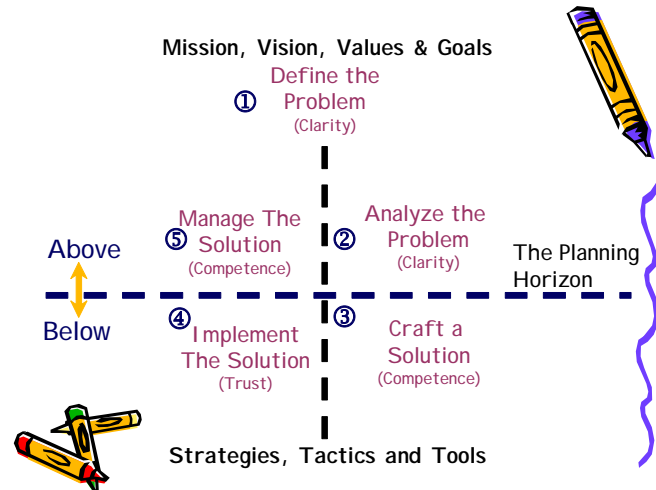 Mission, Vision, Values & Goals
①
Define the
Problem
(Clarity)
⑤
Manage The
Solution
(Competence)
②
Analyze the
Problem
(Clarity)
Above
The Planning
Horizon
Below
④
Implement
The Solution
(Trust)
③
Craft a
Solution
(Competence)
Strategies, Tactics and Tools